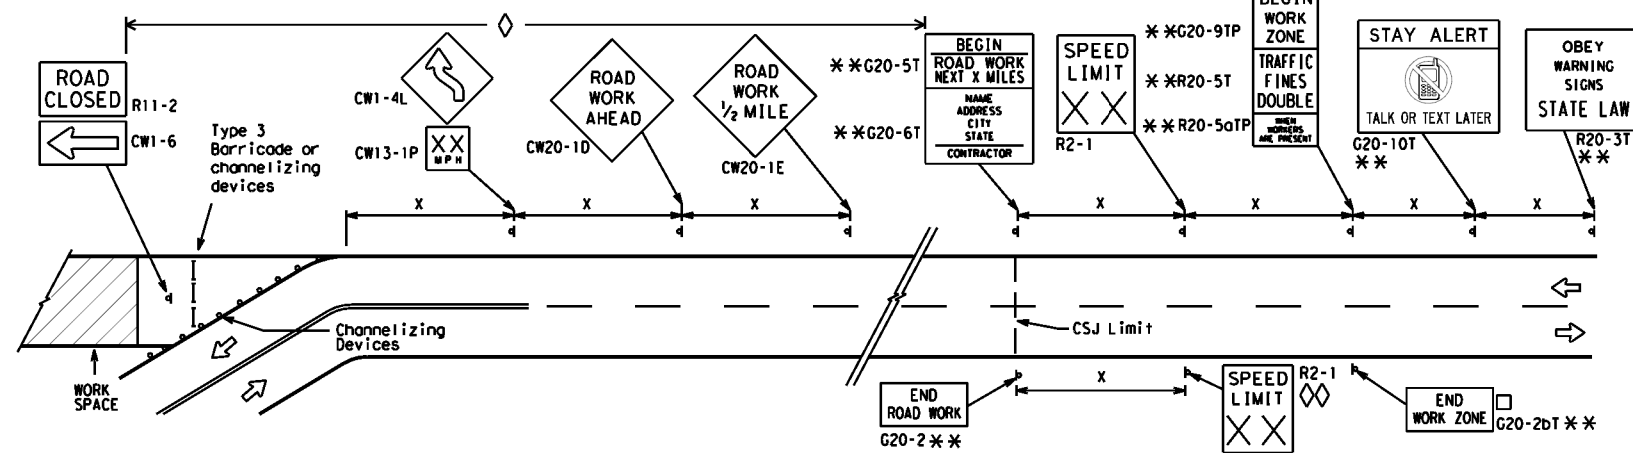 ROAD
CLOSED
R11-2
CW1-6
Type 3
Barricade or
channelizing
devices
CW1-4L
XX
MPH
CW13-1P
ROAD
WORK
AHEAD
CW20-1D
ROAD
WORK
1/2 MILE
CW20-1E
* *G20-5T
* *G20-6T
BEGIN
ROAD WORK
NEXT X MILES
NAME
ADDRESS
CITY
STATE
CONTRACTOR
SPEED
LIMIT
X X
R2-1
* *G20-9TP
* *R20-5T
* *R20-5aTP
BEGIN
WORK
ZONE
TRAFFIC
FINES
DOUBLE
WHEN
WORKERS
ARE PRESENT
STAY ALERT
TALK OR TEXT LATER
G20-10T
* *
OBEY
WARNING
SIGNS
STATE LAW
R20-3T
* *
X
X
X
X
X
X
X
Channelizing
Devices
CSJ Limit
WORK
SPACE
END
ROAD WORK
G20-2 * *
X
SPEED
LIMIT
X X
R2-1
END
WORK ZONE
G20-2bT * *